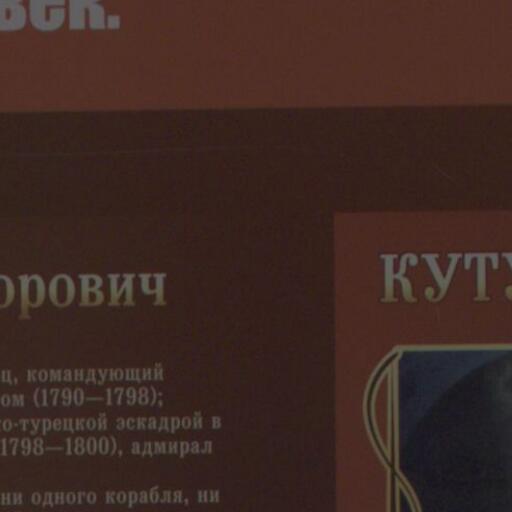 век.
орович
ц, командующий
ом (1790—1798);
о-турецкой эскадрой в
1798—1800), адмирал
ни одного корабля, ни
КУТУ